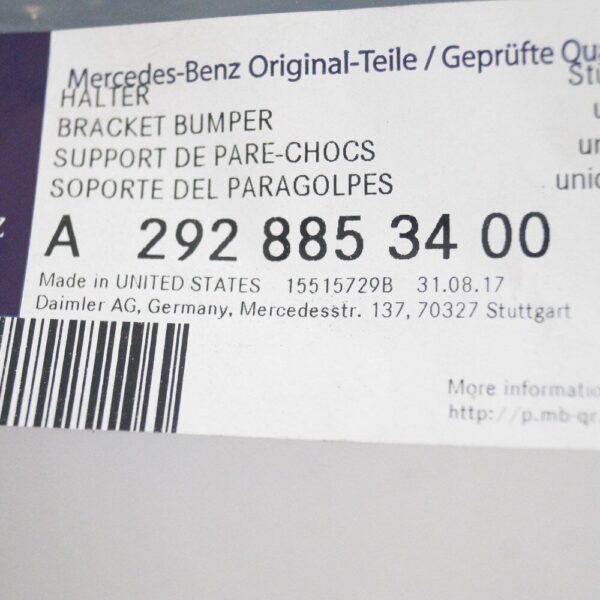 Mercedes-Benz Original-Teile / Geprüfte
HALTER
BRACKET BUMPER
SUPPORT DE PARE-CHOCS
SOPORTE DEL PARAGOLPES
A 292 885 34 00
Made in UNITED STATES 15515729B 31.08.17
Daimler AG, Germany, Mercedesstr. 137, 70327 Stuttgart
More
http://p.mb-qr